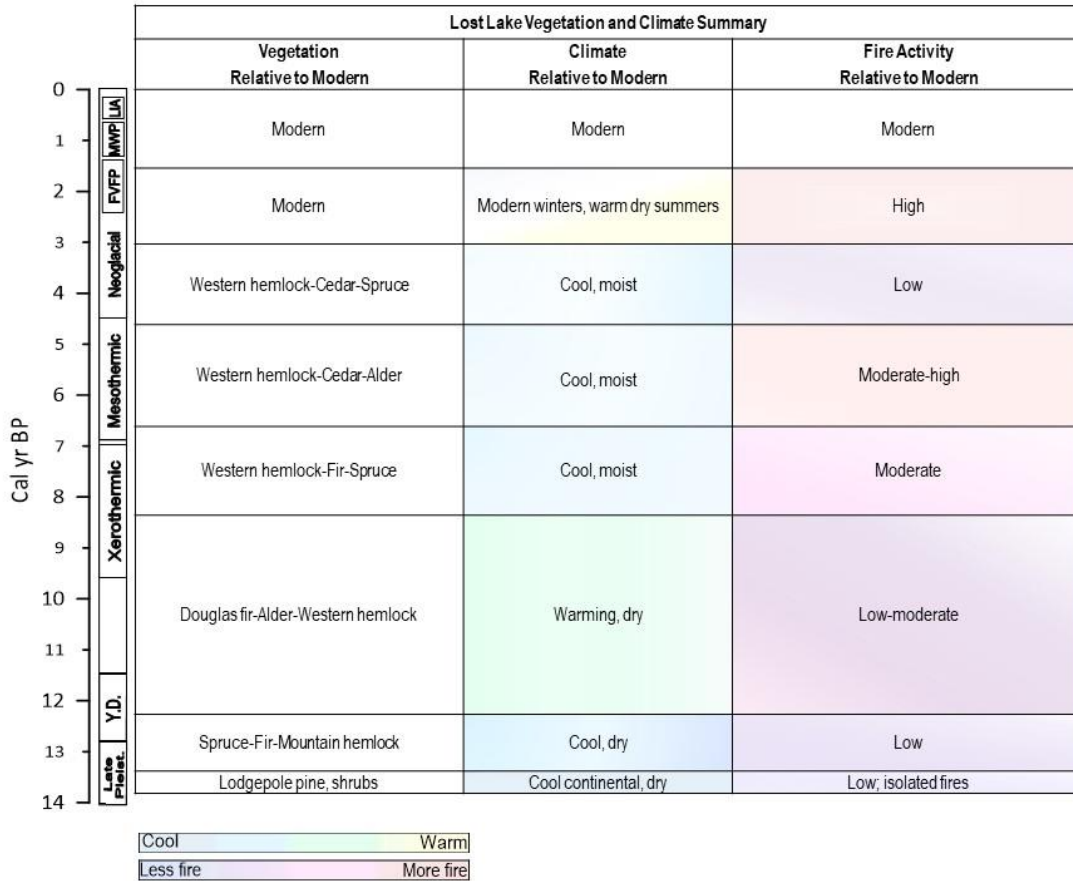 Lost Lake Vegetation and Climate Summary
Vegetation
Relative to Modern
Climate
Relative to Modern
Fire Activity
Relative to Modern
Cal yr BP
0
1
2
3
4
5
6
7
8
9
10
11
12
13
14
LIA
MWP
FVFP
Neoglacial
Mesothermic
Xerothermic
Y.D.
Late
Pleist.
Modern
Modern
Modern
Modern
Modern winters, warm dry summers
High
Western hemlock-Cedar-Spruce
Cool, moist
Low
Western hemlock-Cedar-Alder
Cool, moist
Moderate-high
Western hemlock-Fir-Spruce
Cool, moist
Moderate
Douglas fir-Alder-Western hemlock
Warming, dry
Low-moderate
Spruce-Fir-Mountain hemlock
Cool, dry
Low
Lodgepole pine, shrubs
Cool continental, dry
Low; isolated fires
Cool
Warm
Less fire
More fire